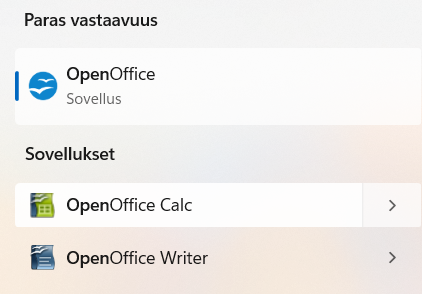 Paras vastaavuus
OpenOffice
Sovellus
Sovellukset
OpenOffice Calc
OpenOffice Writer